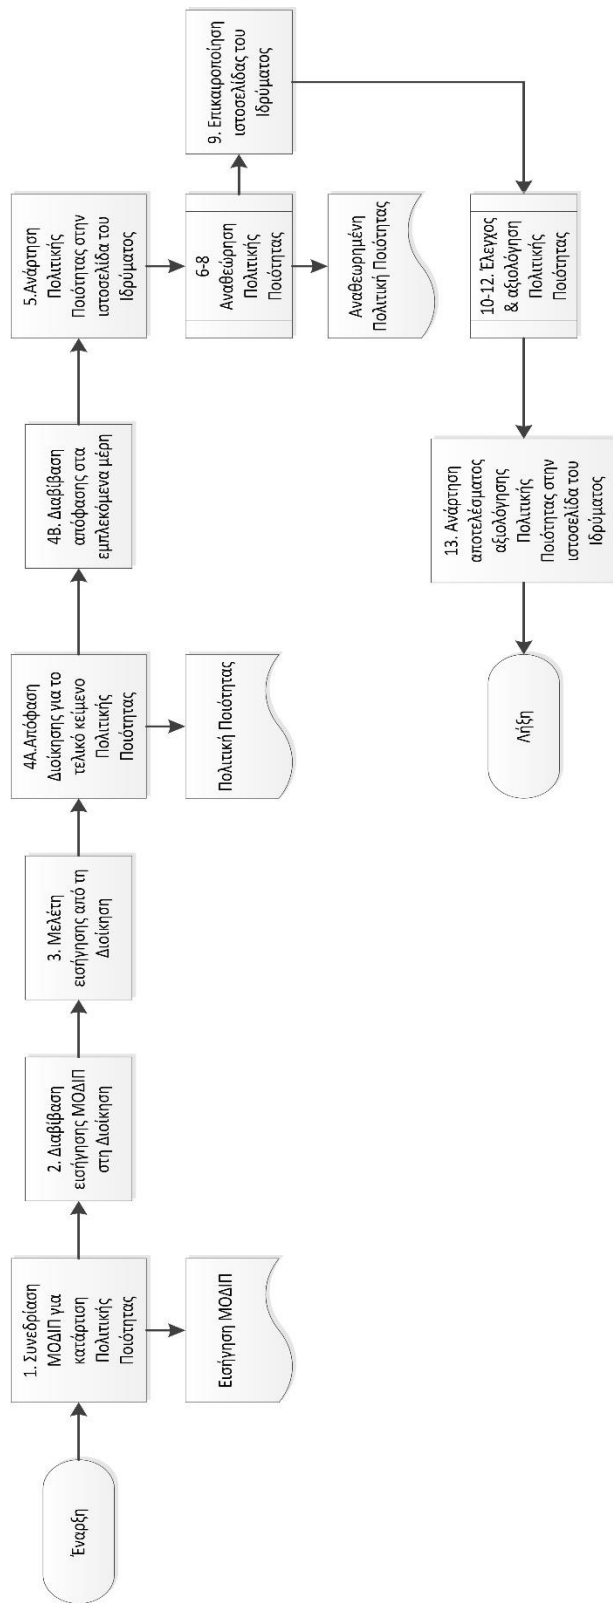 Έναρξη
1. Συνεδρίαση
ΜΟΔΙΠ για
κατάρτιση
Πολιτικής
Ποιότητας
Εισήγηση ΜΟΔΙΠ
2. Διαβίβαση
εισήγησης ΜΟΔΙΠ
στη Διοίκηση
3. Μελέτη
εισήγησης από τη
Διοίκηση
4Α.Απόφαση
Διοίκησης για το
τελικό κείμενο
Πολιτικής
Ποιότητας
Πολιτική Ποιότητας
4Β. Διαβίβαση
απόφασης στα
εμπλεκόμενα μέρη
5.Ανάρτηση
Πολιτικής
Ποιότητας στην
ιστοσελίδα του
Ιδρύματος
6-8
Αναθεώρηση
Πολιτικής
Ποιότητας
Αναθεωρημένη
Πολιτική Ποιότητας
9. Επικαιροποίηση
ιστοσελίδας του
Ιδρύματος
10-12. Έλεγχος
& αξιολόγηση
Πολιτικής
Ποιότητας
13. Ανάρτηση
αποτελέσματος
αξιολόγησης
Πολιτικής
Ποιότητας στην
ιστοσελίδα του
Ιδρύματος
Λήξη